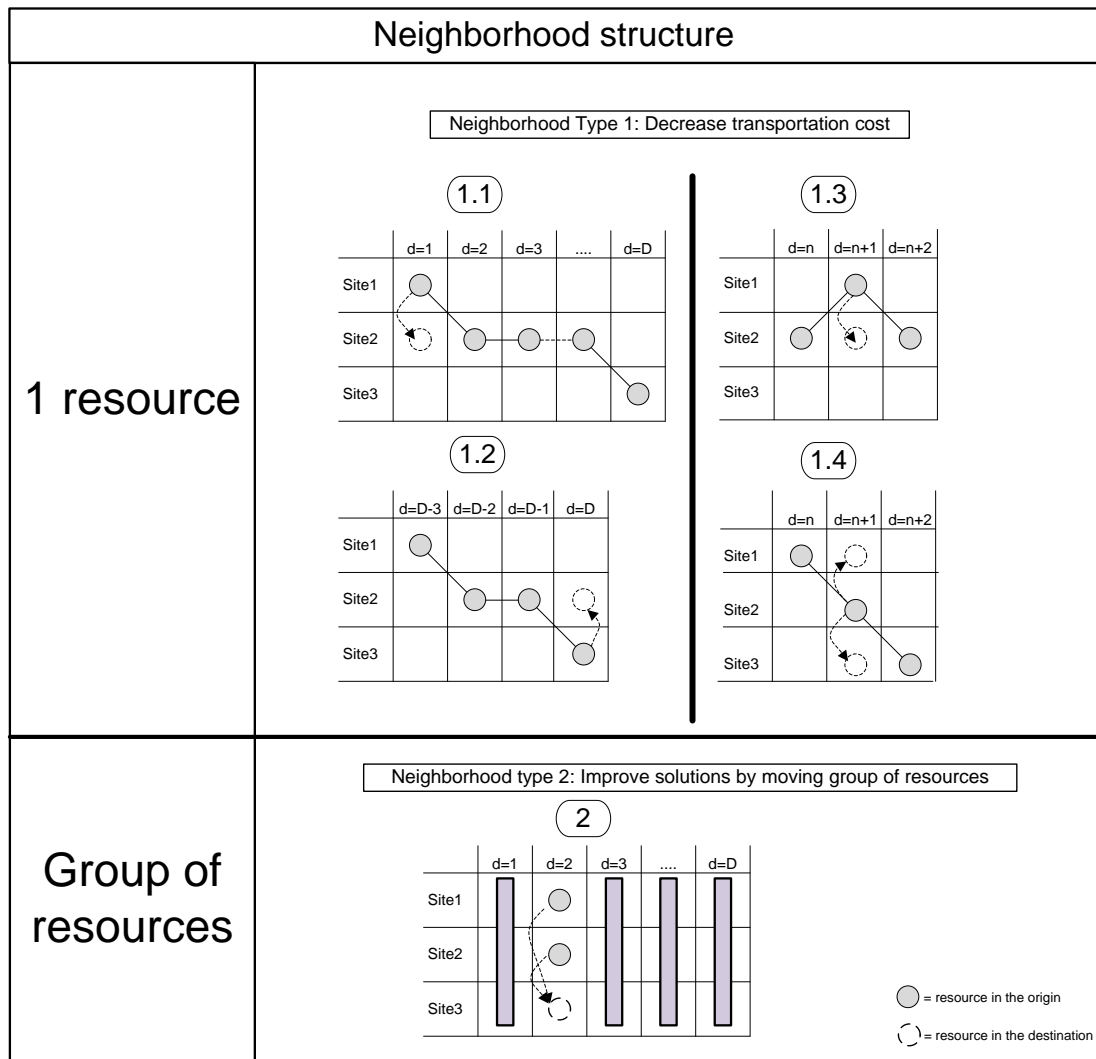 Neighborhood structure
1 resource
Neighborhood Type 1: Decrease transportation cost
1.1
d=1 d=2 d=3 .... d=D
Site1
Site2
Site3
1.2
d=D-3 d=D-2 d=D-1 d=D
Site1
Site2
Site3
1.3
d=n d=n+1 d=n+2
Site1
Site2
Site3
1.4
d=n d=n+1 d=n+2
Site1
Site2
Site3
Group of
resources
Neighborhood type 2: Improve solutions by moving group of resources
2
d=1 d=2 d=3 .... d=D
Site1
Site2
Site3
= resource in the origin
= resource in the destination